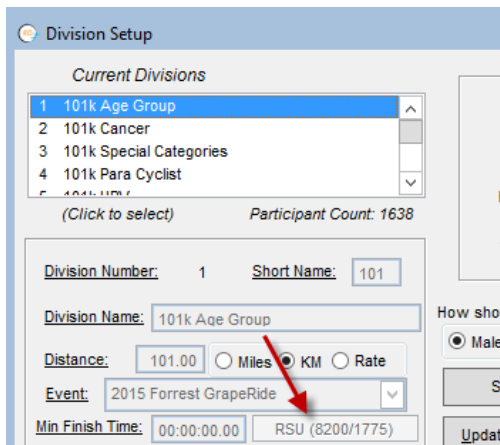 Division Setup
Current Divisions
1 101k Age Group
2 101k Cancer
3 101k Special Categories
4 101k Para Cyclist
(Click to select) Participant Count: 1638
Division Number: 1 Short Name: 101
Division Name: 101k Age Group
How sho
Distance: 101.00 Miles KM Rate
Male
Event: 2015 Forrest GrapeRide
S
Min Finish Time: 00:00:00.00 RSU (8200/1775)
Updat